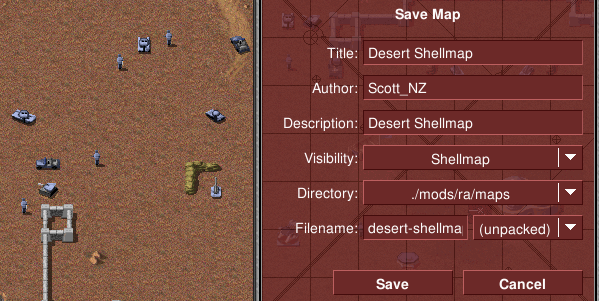 Save Map
Title: Desert Shellmap
Author: Scott_NZ
Description: Desert Shellmap
Visibility: Shellmap
Directory: ./mods/ra/maps
Filename: desert-shellma (unpacked)
Save Cancel